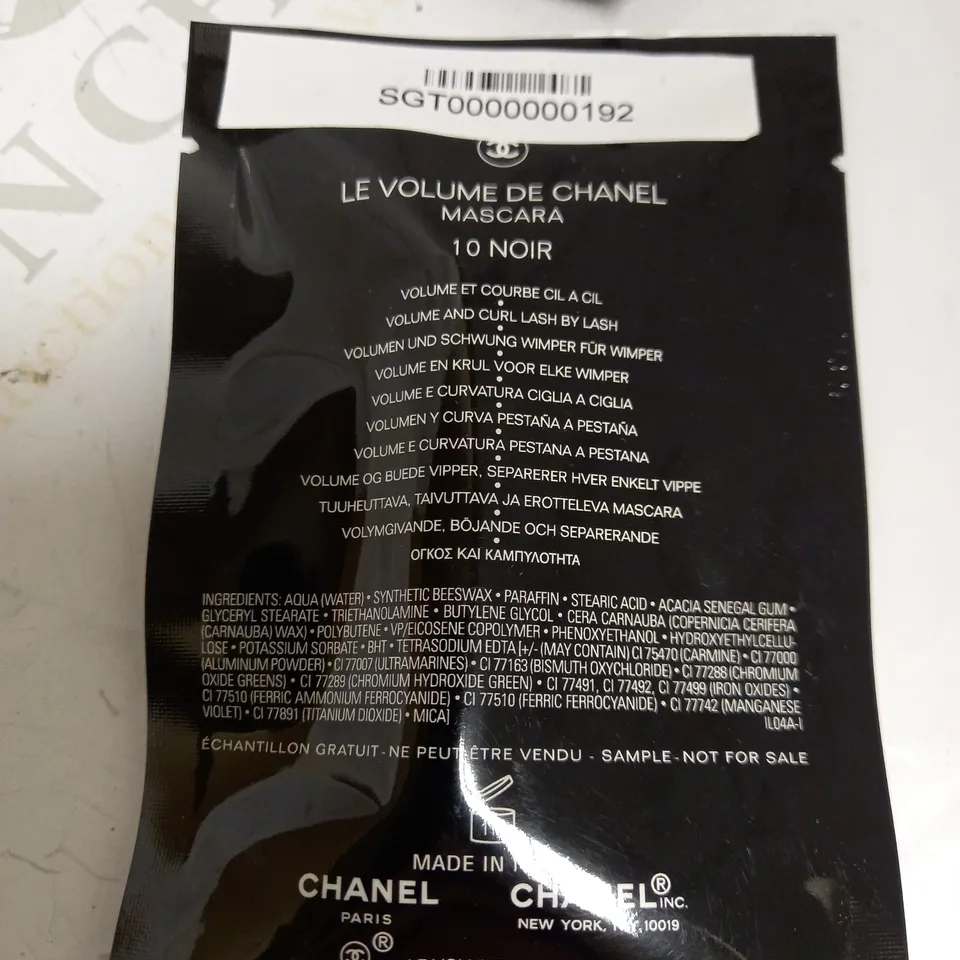 SGT0000000192
LE VOLUME DE CHANEL
MASCARA
10 NOIR
VOLUME ET COURBE CIL A CIL
•
VOLUME AND CURL LASH BY LASH
•
VOLUMEN UND SCHWUNG WIMPER FÜR WIMPER
•
VOLUME EN KRUL VOOR ELKE WIMPER
•
VOLUME E CURVATURA CIGLIA A CIGLIA
•
VOLUMEN Y CURVA PESTAÑA A PESTAÑA
•
VOLUME E CURVATURA PESTANA A PESTANA
•
VOLUME OG BUEDE VIPPER, SEPARERER HVER ENKELT VIPPE
•
TUUHEUTTAVA, TAIVUTTAVA JA EROTTELEVA MASCARA
•
VOLYMGIVANDE, BÖJANDE OCH SEPARERANDE
•
ΟΓΚΟΣ ΚΑΙ ΚΑΜΠΥΛΟΤΗΤΑ
INGREDIENTS: AQUA (WATER) • SYNTHETIC BEESWAX • PARAFFIN • STEARIC ACID • ACACIA SENEGAL GUM •
GLYCERYL STEARATE • TRIETHANOLAMINE • BUTYLENE GLYCOL • CERA CARNAUBA (COPERNICIA CERIFERA
(CARNAUBA) WAX) • POLYBUTENE • VP/EICOSENE COPOLYMER • PHENOXYETHANOL • HYDROXYETHYLCELLU-
LOSE • POTASSIUM SORBATE • BHT • TETRASODIUM EDTA [+/- (MAY CONTAIN) CI 75470 (CARMINE) • CI 77000
(ALUMINUM POWDER) • CI 77007 (ULTRAMARINES) • CI 77163 (BISMUTH OXYCHLORIDE) • CI 77288 (CHROMIUM
OXIDE GREENS) • CI 77289 (CHROMIUM HYDROXIDE GREEN) • CI 77491, CI 77492, CI 77499 (IRON OXIDES) •
CI 77510 (FERRIC AMMONIUM FERROCYANIDE) • CI 77510 (FERRIC FERROCYANIDE) • CI 77742 (MANGANESE
VIOLET) • CI 77891 (TITANIUM DIOXIDE) • MICA]
IL04A-I
ÉCHANTILLON GRATUIT - NE PEUT ÊTRE VENDU - SAMPLE - NOT FOR SALE
MADE IN
CHANEL CHANEL® INC.
PARIS NEW YORK, NY, 10019
®